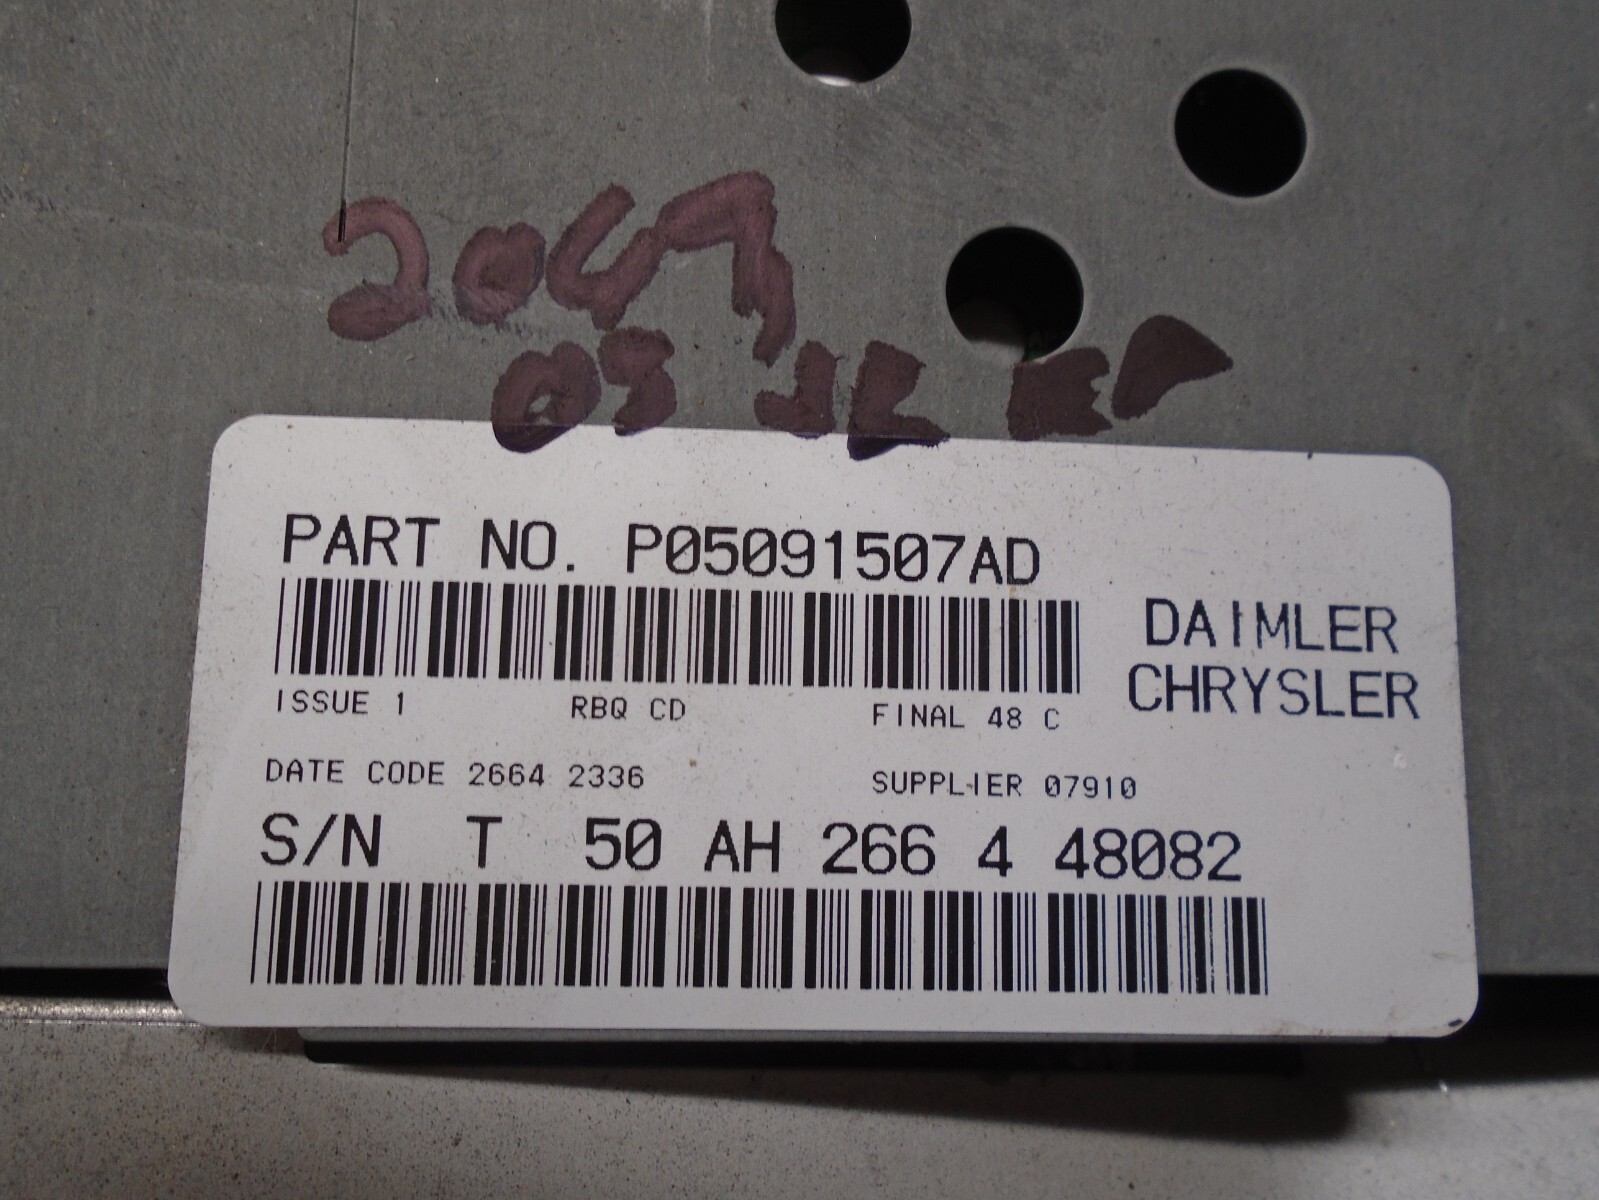 PART NO. P05091507AD
DAIMLER
CHRYSLER
ISSUE 1 RBQ CD FINAL 48 C
DATE CODE 2664 2336 SUPPLIER 07910
S/N T 50 AH 266 4 48082